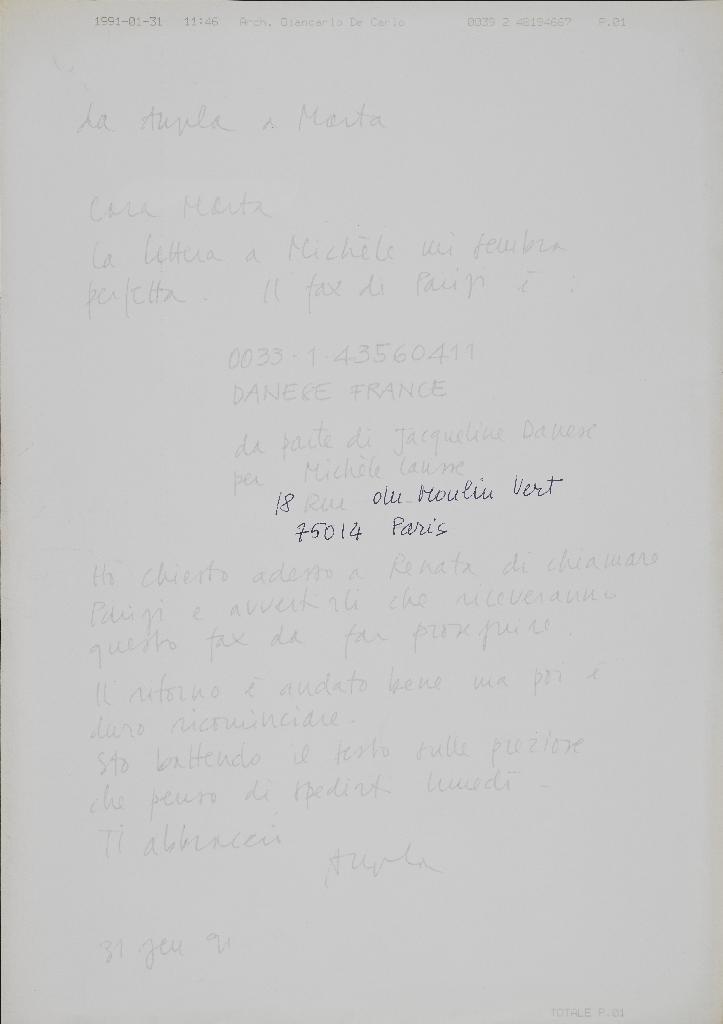 1991-01-31 11:46 Arch. Giancarlo De Carlo 0039 2 48194667 P.01
da Angela a Marta
Cara Marta
la lettera a Michèle mi sembra
perfetta. Il fax di Parigi è :
0033.1.43560411
DANESE FRANCE
da parte di Jacqueline Danese
per Michèle Causse
18 Rue du Moulin Vert
75014 Paris
Ho chiesto adesso a Renata di chiamare
Parigi e avvertirli che riceveranno
questo fax da far proseguire.
Il ritorno è andato bene ma poi è
duro ricominciare.
Sto battendo il testo sulle preziose
che penso di spedirti lunedì -
Ti abbraccio
Angela
31 gen 91
TOTALE P.01